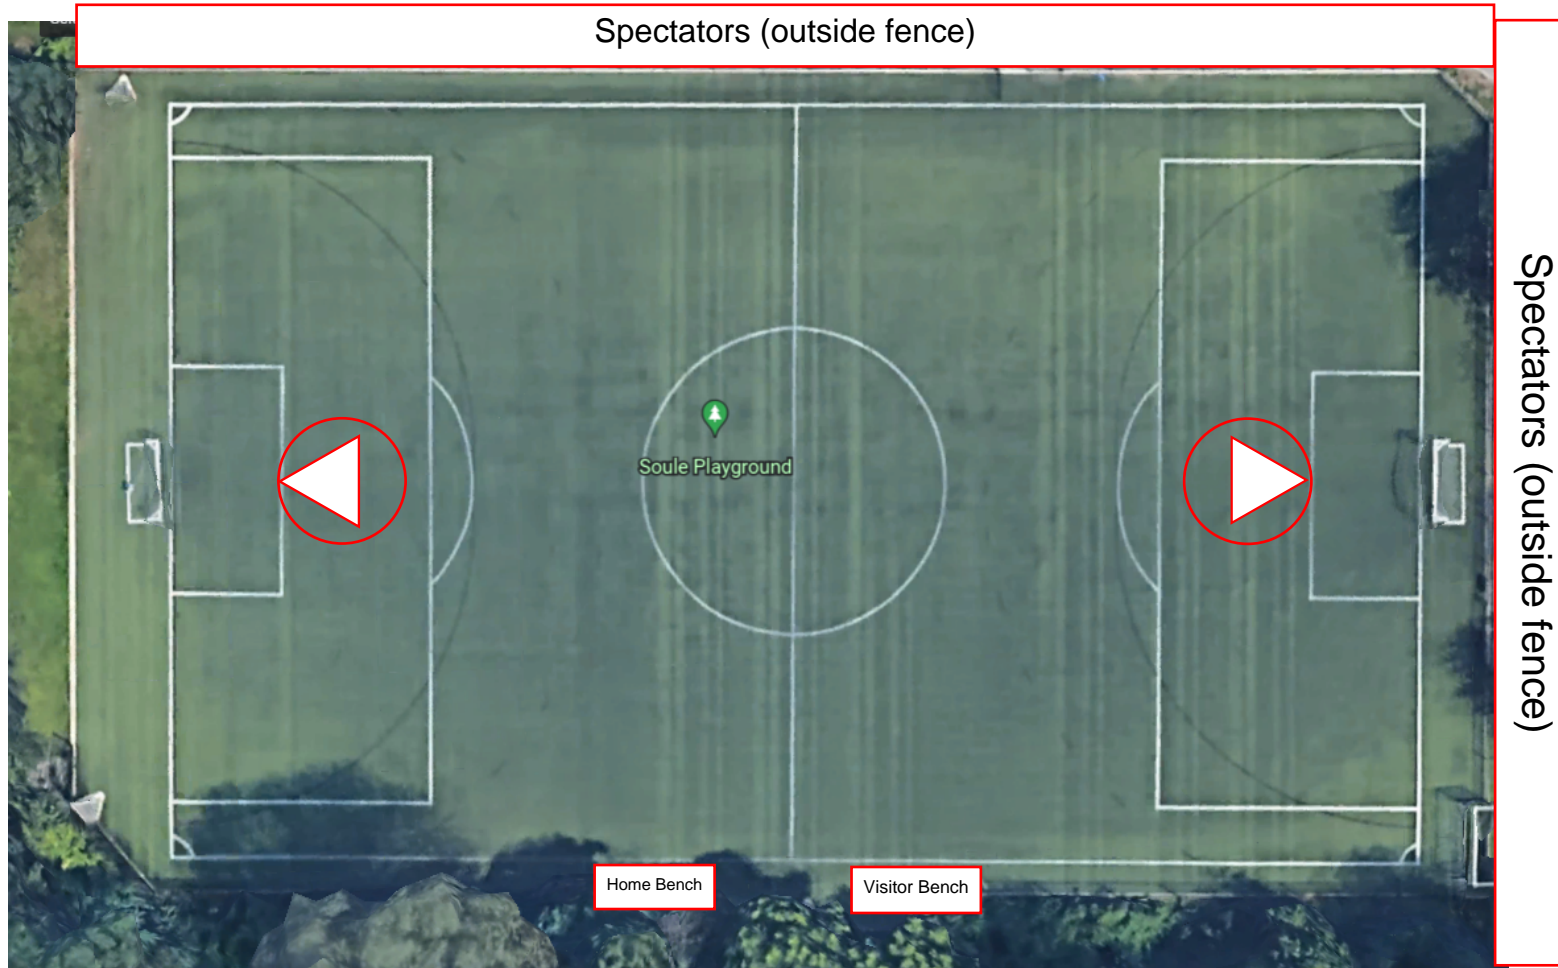 Spectators (outside fence)
Spectators (outside fence)
Soule Playground
Home Bench
Visitor Bench